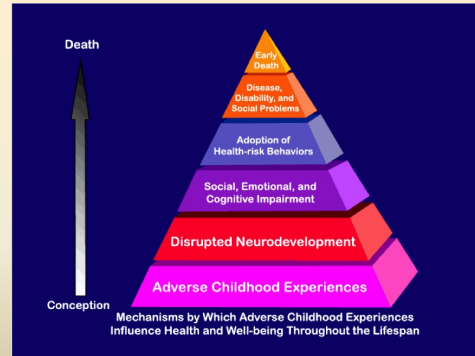 Death
Early
Death
Disease,
Disability, and
Social Problems
Adoption of
Health-risk Behaviors
Social, Emotional, and
Cognitive Impairment
Disrupted Neurodevelopment
Adverse Childhood Experiences
Conception
Mechanisms by Which Adverse Childhood Experiences
Influence Health and Well-being Throughout the Lifespan